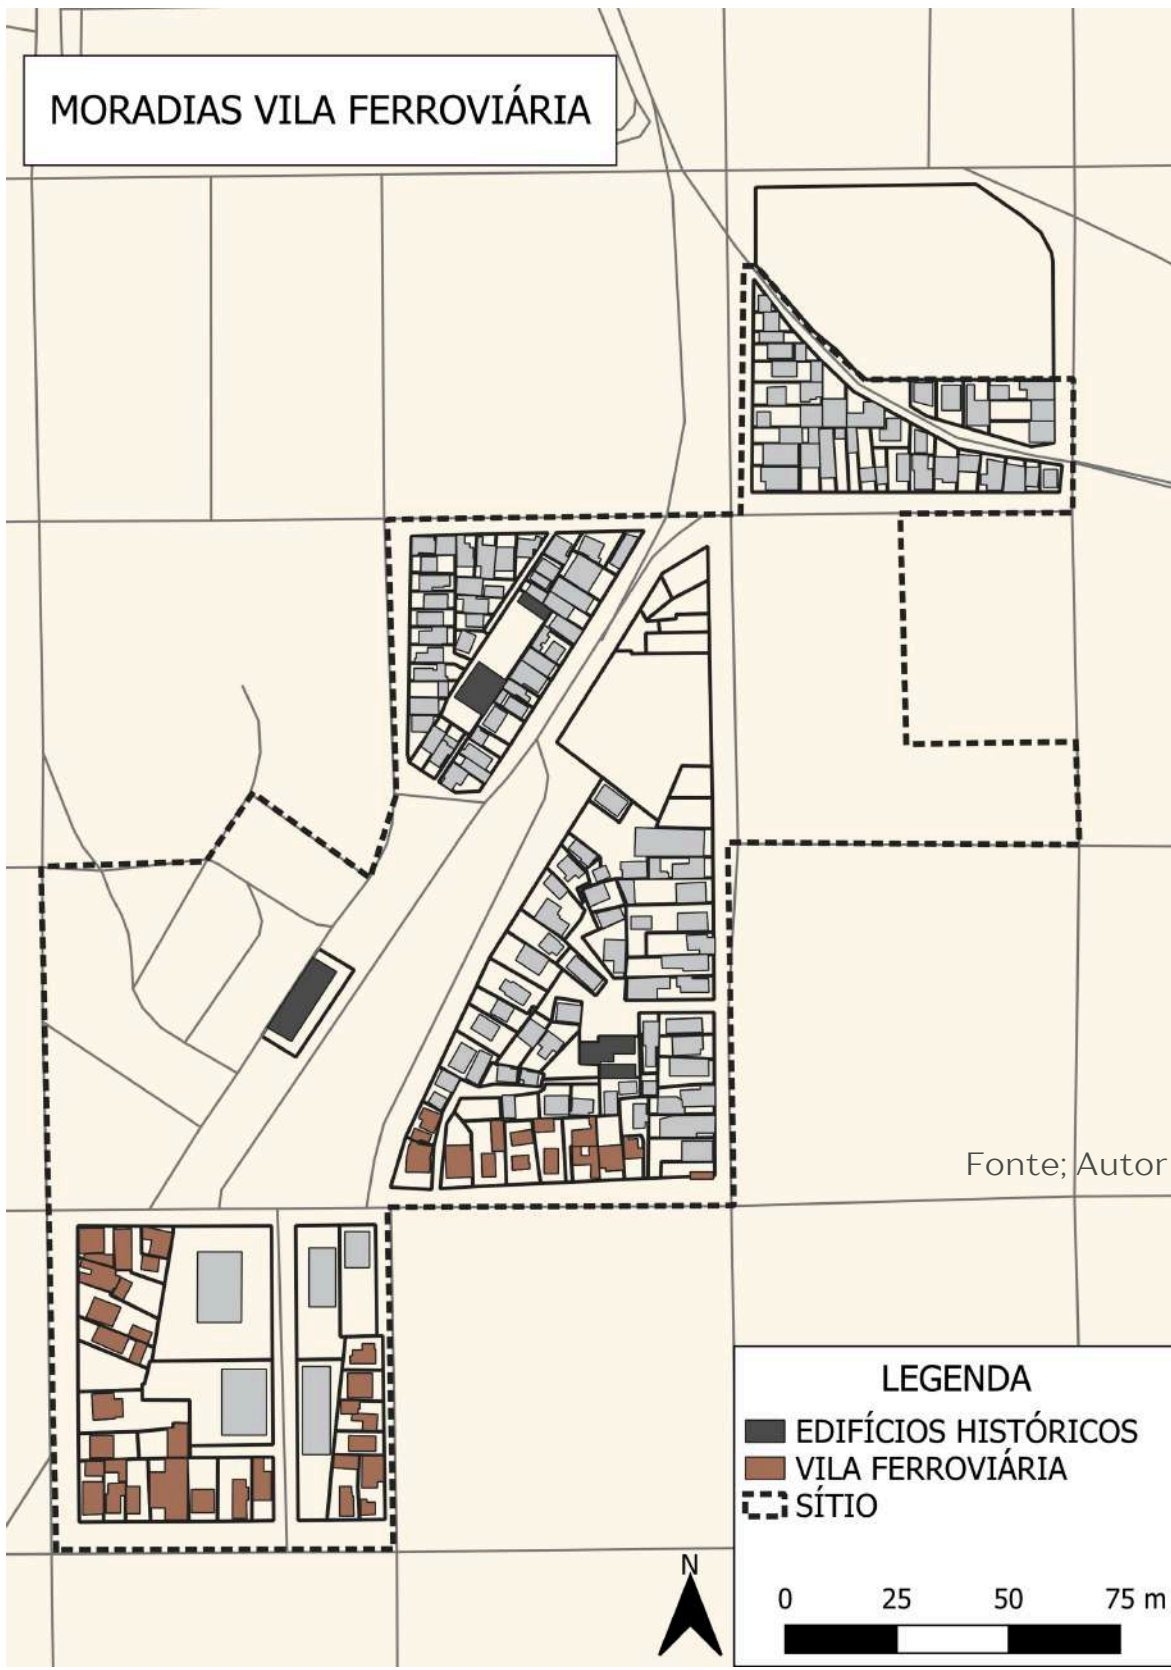 MORADIAS VILA FERROVIÁRIA
Fonte; Autor
LEGENDA
EDIFÍCIOS HISTÓRICOS
VILA FERROVIÁRIA
SÍTIO
N
0 25 50 75 m